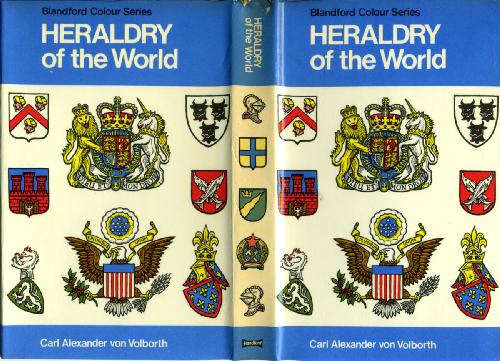 Blandford Colour Series
HERALDRY
of the World
DIEU ET MON DROIT
Carl Alexander von Volborth
HERALDRY
of the World
Blandford
Blandford Colour Series
HERALDRY
of the World
DIEU ET MON DROIT
Carl Alexander von Volborth